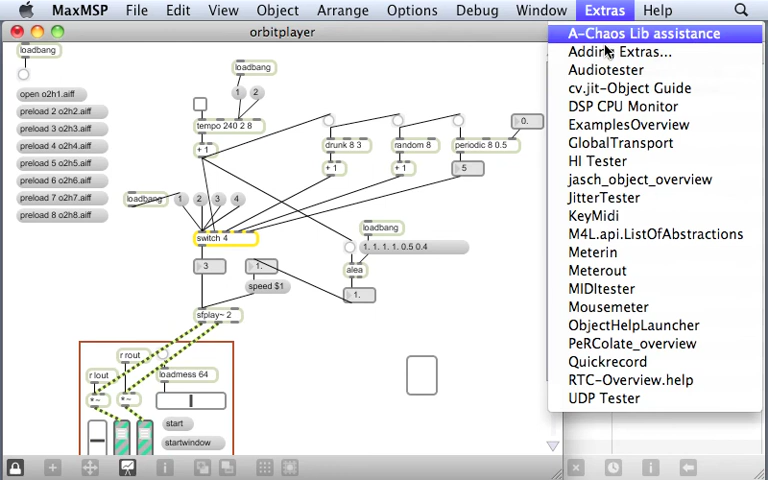 MaxMSP File Edit View Object Arrange Options Debug Window Extras Help
orbitplayer
A-Chaos Lib assistance
Extras...
Audiotester
cv.jit-Object Guide
DSP CPU Monitor
ExamplesOverview
GlobalTransport
HI Tester
jasch_object_overview
JitterTester
KeyMidi
M4L.api.ListOfAbstractions
Meterin
Meterout
MIDItester
Mousemeter
ObjectHelpLauncher
PeRColate_overview
Quickrecord
RTC-Overview.help
UDP Tester
loadbang
open o2h1.aiff
preload 2 o2h2.aiff
preload 3 o2h3.aiff
preload 4 o2h4.aiff
preload 5 o2h5.aiff
preload 6 o2h6.aiff
preload 7 o2h7.aiff
preload 8 o2h8.aiff
loadbang
1 2
tempo 240 2 8
+ 1
0.
drunk 8 3
random 8
periodic 8 0.5
+ 1
+ 1
5
loadbang
1 2 3 4
switch 4
loadbang
1. 1. 1. 1. 0.5 0.4
3
1.
alea
speed $1
1.
sfplay~ 2
r rout
r lout
loadmess 64
*~
*~
start
startwindow